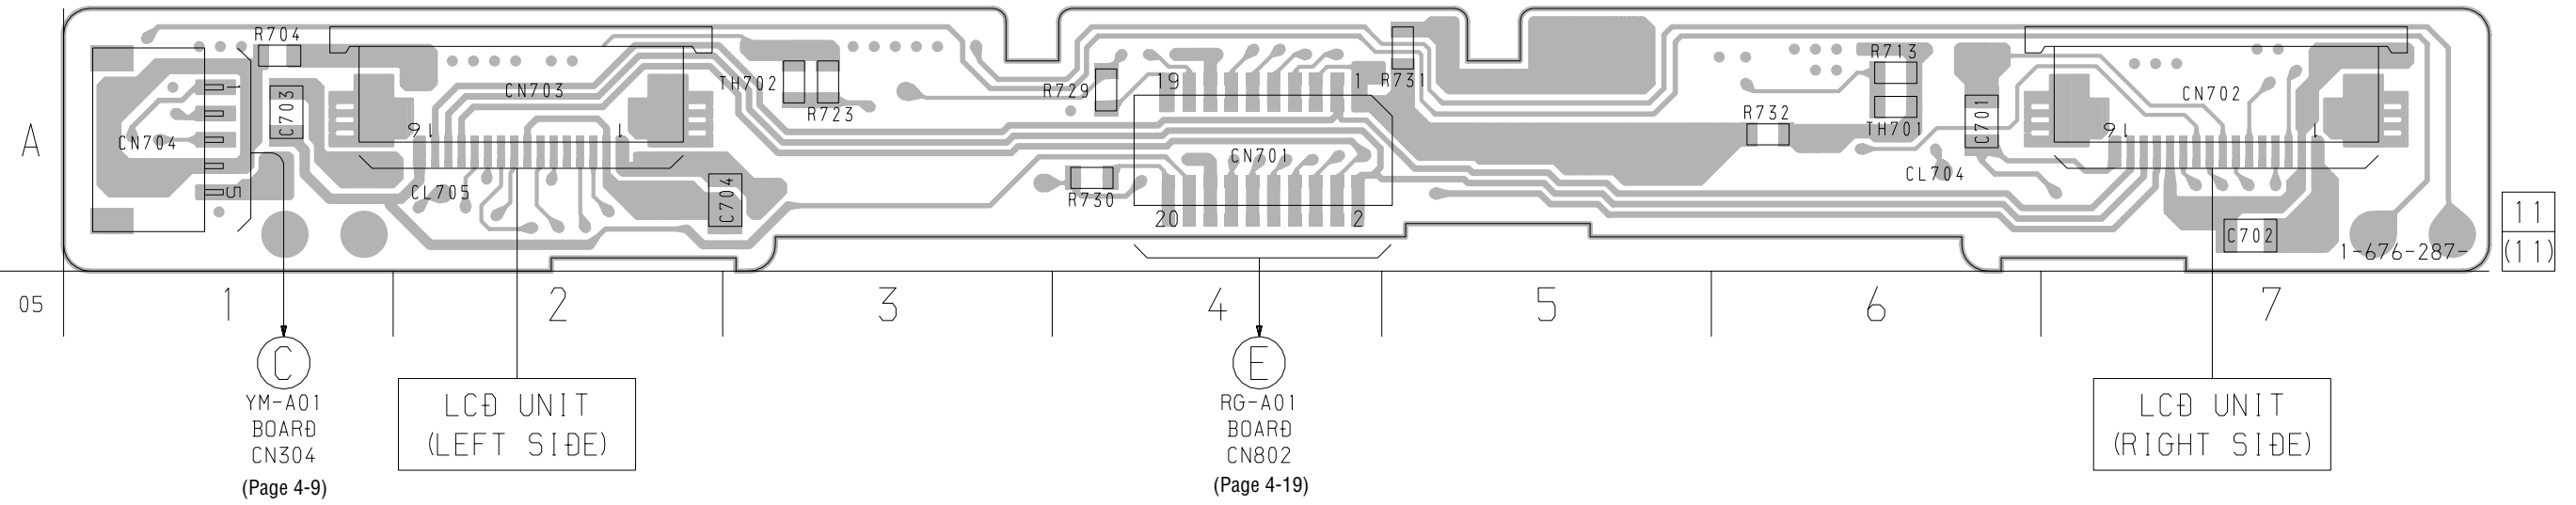 R704
R713
CN703
TH702
R723
R729
19
1
R731
CN702
1
C703
CN704
16
1
R732
C701
TH701
16
1
A
CN701
CL704
5
CL705
C704
R730
20
2
C702
1-676-287-
11
(11)
05
1
2
3
4
5
6
7
C
E
YM-A01
BOARD
CN304
(Page 4-9)
LCD UNIT
(LEFT SIDE)
RG-A01
BOARD
CN802
(Page 4-19)
LCD UNIT
(RIGHT SIDE)